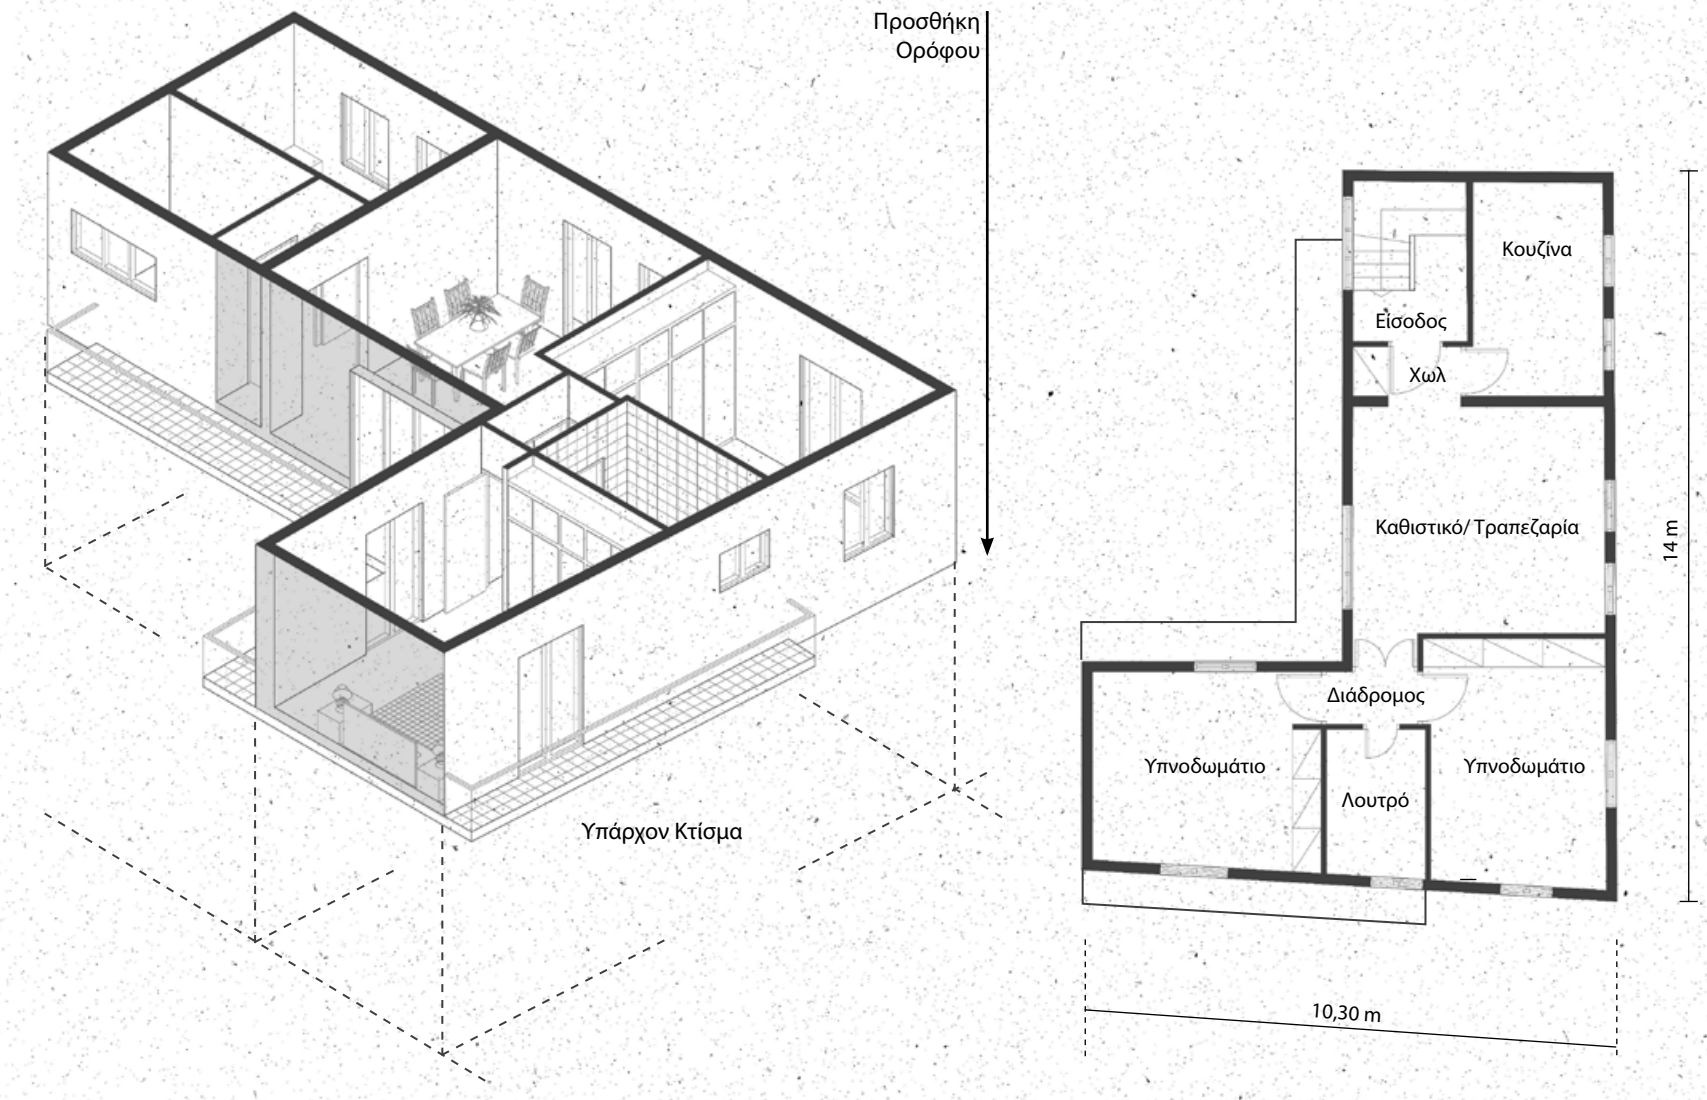 Προσθήκη
Ορόφου
Υπάρχον Κτίσμα
Κουζίνα
Είσοδος
Χωλ
Καθιστικό/ Τραπεζαρία
14 m
Διάδρομος
Υπνοδωμάτιο
Υπνοδωμάτιο
Λουτρό
10,30 m